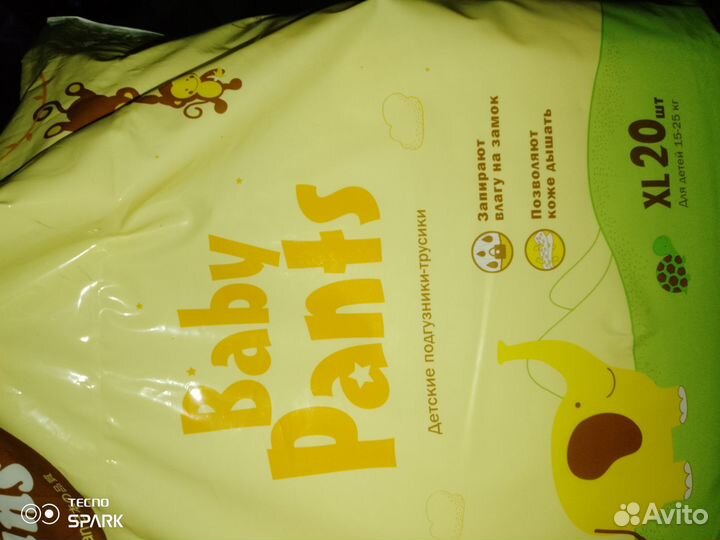 Baby
Pants
Детские подгузники-трусики
Запирают
влагу на замок
Позволяют
коже дышать
XL 20 шт
Для детей 15-25 кг
TECNO
SPARK
Avito